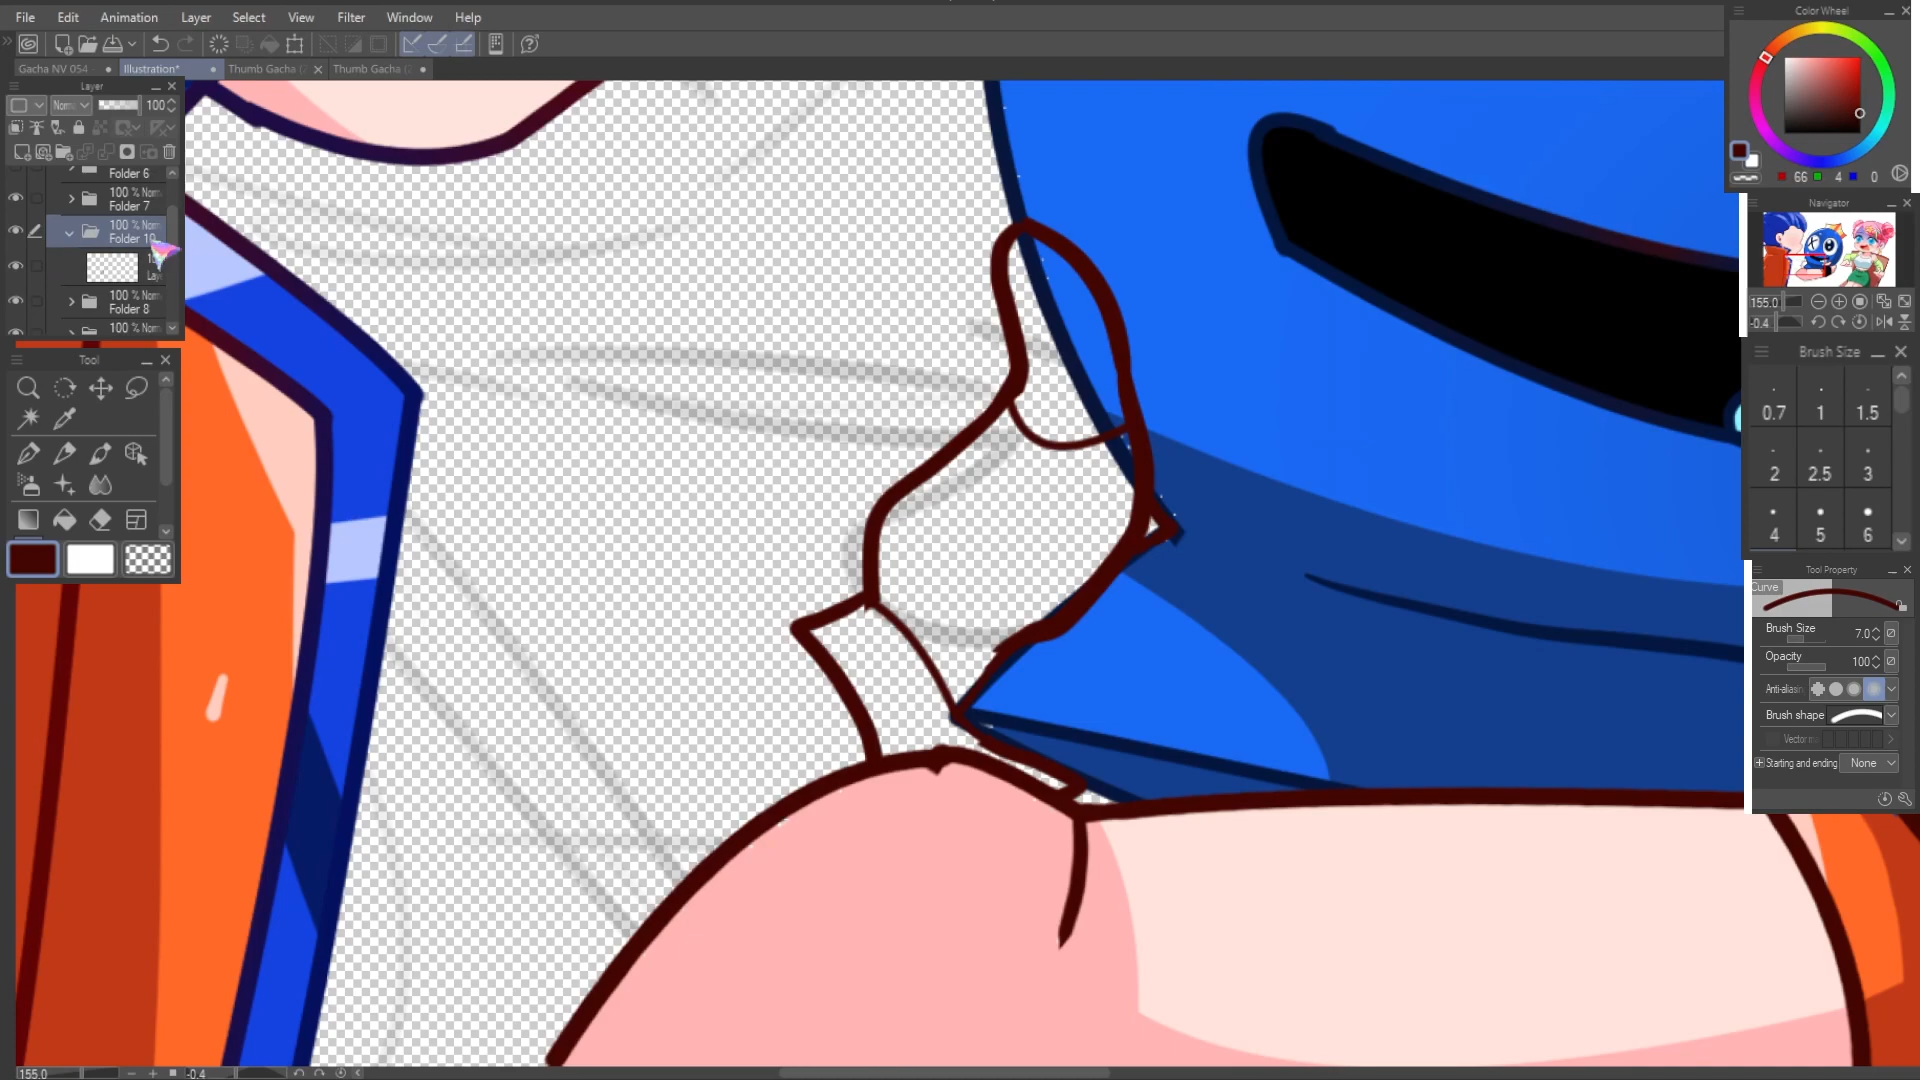 File Edit Animation Layer Select View Filter Window Help
Color Wheel
Gacha NV 054 Illustration* Thumb Gacha (2 Thumb Gacha (
Layer
Norm 100
Folder 6
100 % Norm
Folder 7
100 % Norm
Folder 10
100 % Norm
Folder 8
100 % Norm
66 4 0
Navigator
155.0
-0.4
Tool
Brush Size
0.7 1 1.5
2 2.5 3
4 5 6
Tool Property
Curve
Brush Size 7.0
Opacity 100
Anti-aliasin
Brush shape
Vector ma
Starting and ending None
155.0 -0.4